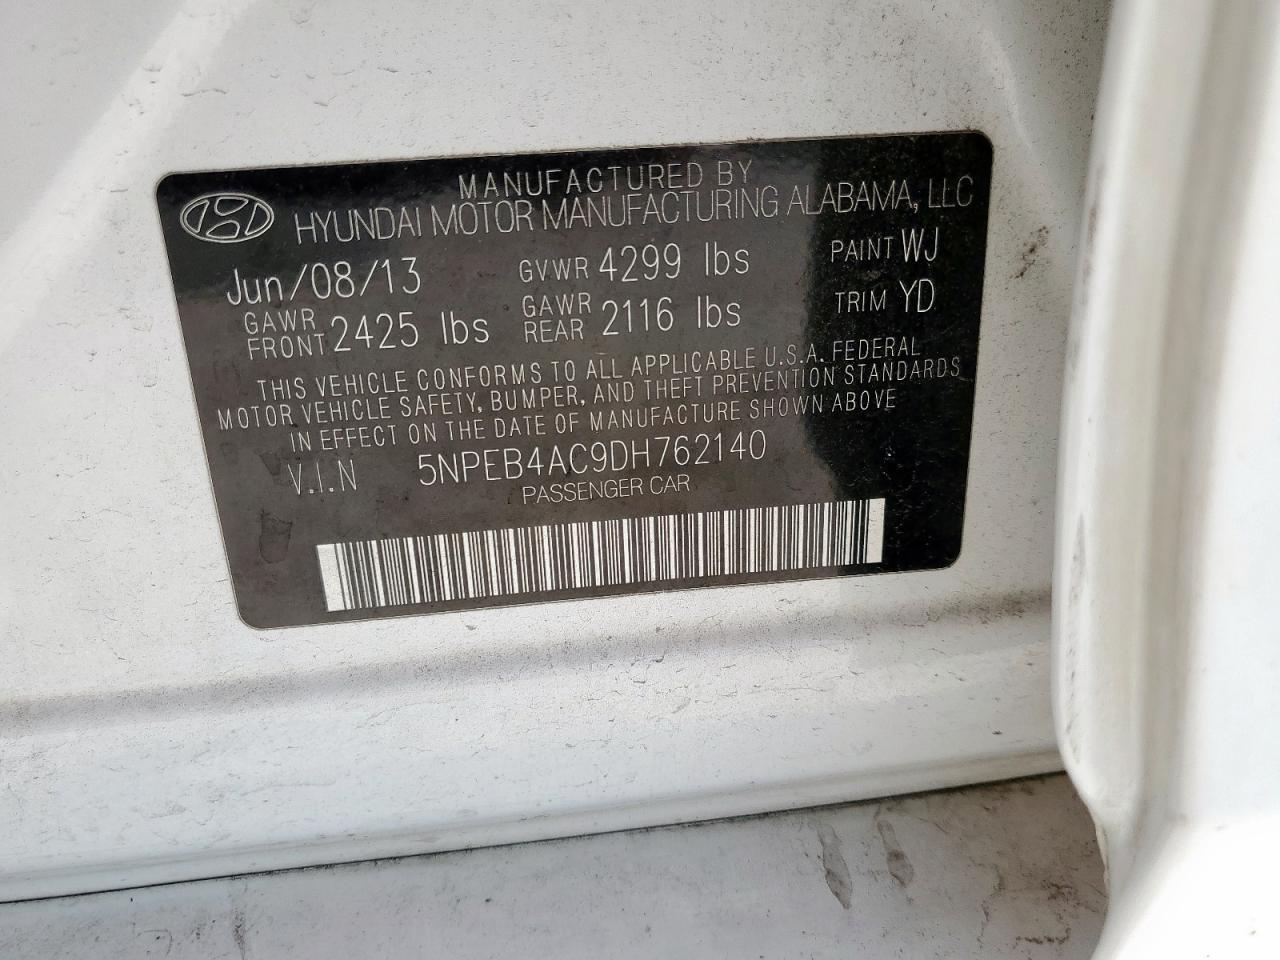 MANUFACTURED BY
HYUNDAI MOTOR MANUFACTURING ALABAMA, LLC
Jun/08/13 GVWR 4299 lbs PAINT WJ
GAWR FRONT 2425 lbs GAWR REAR 2116 lbs TRIM YD
THIS VEHICLE CONFORMS TO ALL APPLICABLE U.S.A. FEDERAL
MOTOR VEHICLE SAFETY, BUMPER, AND THEFT PREVENTION STANDARDS
IN EFFECT ON THE DATE OF MANUFACTURE SHOWN ABOVE
V.I.N 5NPEB4AC9DH762140
PASSENGER CAR